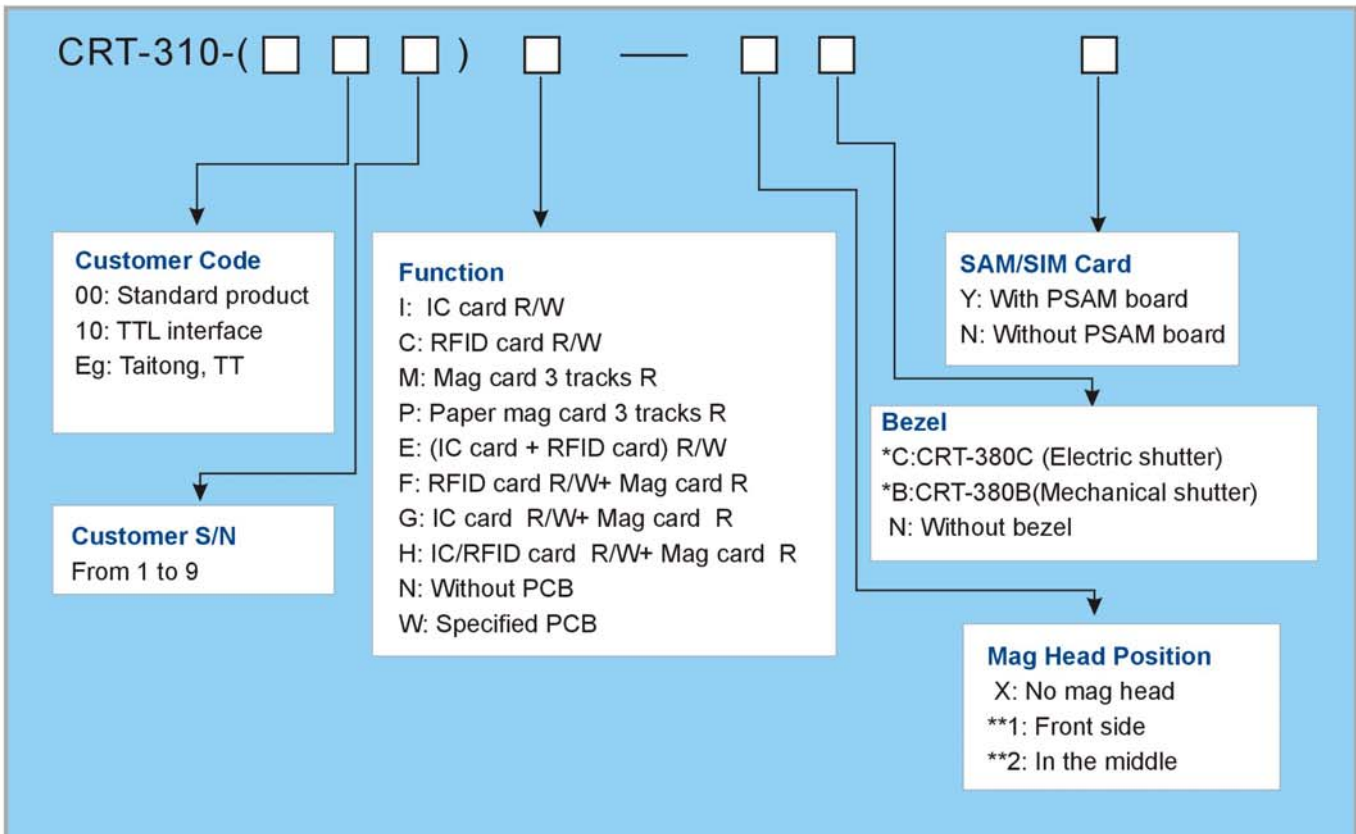 CRT-310-(□ □ □) □ — □ □ □
Customer Code
00: Standard product
10: TTL interface
Eg: Taitong, TT
Customer S/N
From 1 to 9
Function
I: IC card R/W
C: RFID card R/W
M: Mag card 3 tracks R
P: Paper mag card 3 tracks R
E: (IC card + RFID card) R/W
F: RFID card R/W+ Mag card R
G: IC card R/W+ Mag card R
H: IC/RFID card R/W+ Mag card R
N: Without PCB
W: Specified PCB
SAM/SIM Card
Y: With PSAM board
N: Without PSAM board
Bezel
*C:CRT-380C (Electric shutter)
*B:CRT-380B(Mechanical shutter)
N: Without bezel
Mag Head Position
X: No mag head
**1: Front side
**2: In the middle